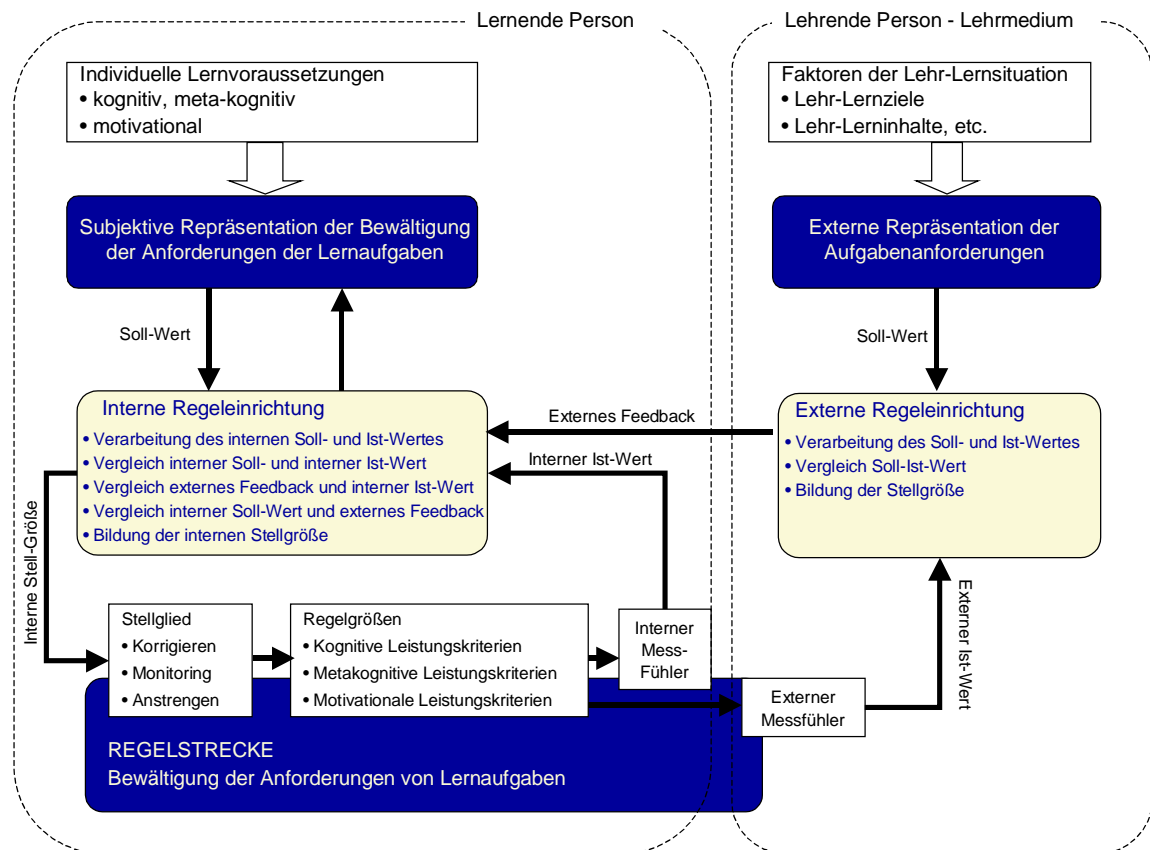 Lernende Person
Lehrende Person - Lehrmedium
Individuelle Lernvoraussetzungen
• kognitiv, meta-kognitiv
• motivational
Faktoren der Lehr-Lernsituation
• Lehr-Lernziele
• Lehr-Lerninhalte, etc.
Subjektive Repräsentation der Bewältigung
der Anforderungen der Lernaufgaben
Externe Repräsentation der
Aufgabenanforderungen
Soll-Wert
Soll-Wert
Interne Regeleinrichtung
• Verarbeitung des internen Soll- und Ist-Wertes
• Vergleich interner Soll- und interner Ist-Wert
• Vergleich externes Feedback und interner Ist-Wert
• Vergleich interner Soll-Wert und externes Feedback
• Bildung der internen Stellgröße
Externes Feedback
Interner Ist-Wert
Externe Regeleinrichtung
• Verarbeitung des Soll- und Ist-Wertes
• Vergleich Soll-Ist-Wert
• Bildung der Stellgröße
Interne Stell-Größe
Stellglied
• Korrigieren
• Monitoring
• Anstrengen
Regelgrößen
• Kognitive Leistungskriterien
• Metakognitive Leistungskriterien
• Motivationale Leistungskriterien
Interner
Mess-
Fühler
Externer
Messfühler
Externer Ist-Wert
REGELSTRECKE
Bewältigung der Anforderungen von Lernaufgaben